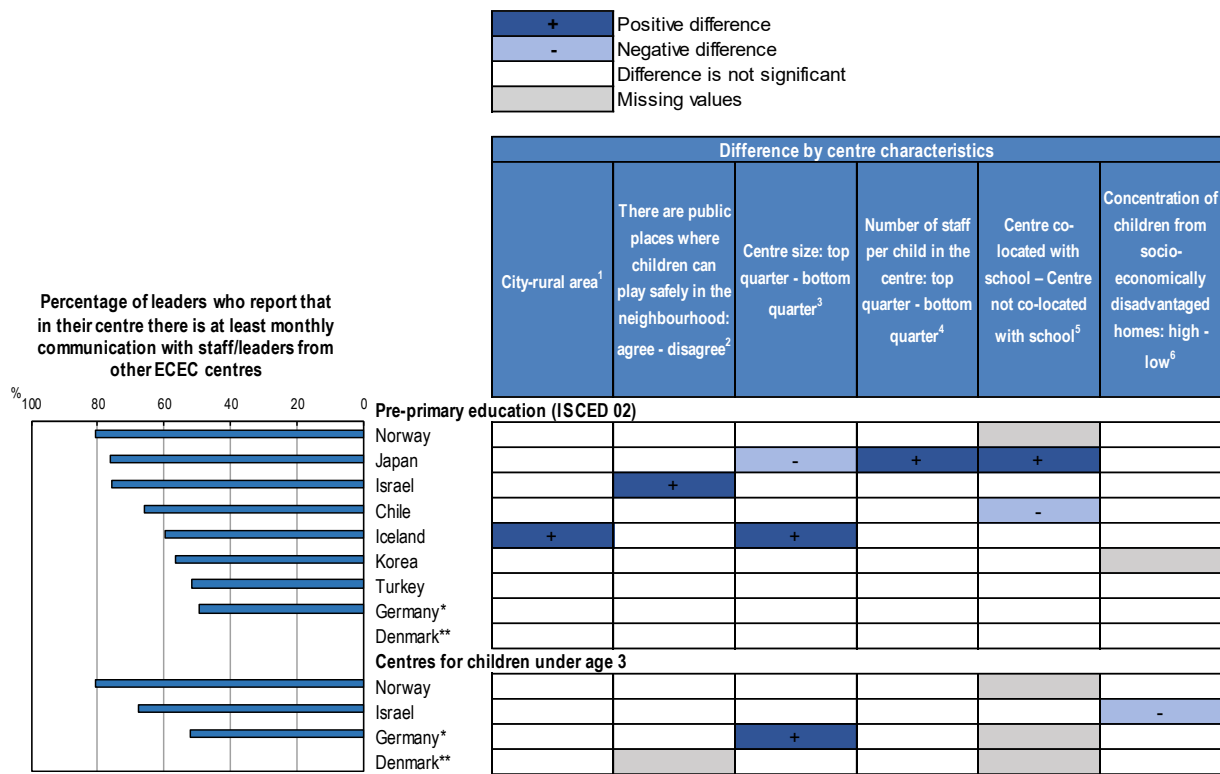 + Positive difference
- Negative difference
Difference is not significant
Missing values
Difference by centre characteristics
City-rural area1
There are public
places where
children can
play safely in the
neighbourhood:
agree - disagree2
Centre size: top
quarter - bottom
quarter3
Number of staff
per child in the
centre: top
quarter - bottom
quarter4
Centre co-
located with
school – Centre
not co-located
with school5
Concentration of
children from
socio-
economically
disadvantaged
homes: high -
low6
Percentage of leaders who report that
in their centre there is at least monthly
communication with staff/leaders from
other ECEC centres
%
100 80 60 40 20 0
Pre-primary education (ISCED 02)
Norway
Japan - + +
Israel +
Chile -
Iceland + +
Korea
Turkey
Germany*
Denmark**
Centres for children under age 3
Norway
Israel -
Germany* +
Denmark**